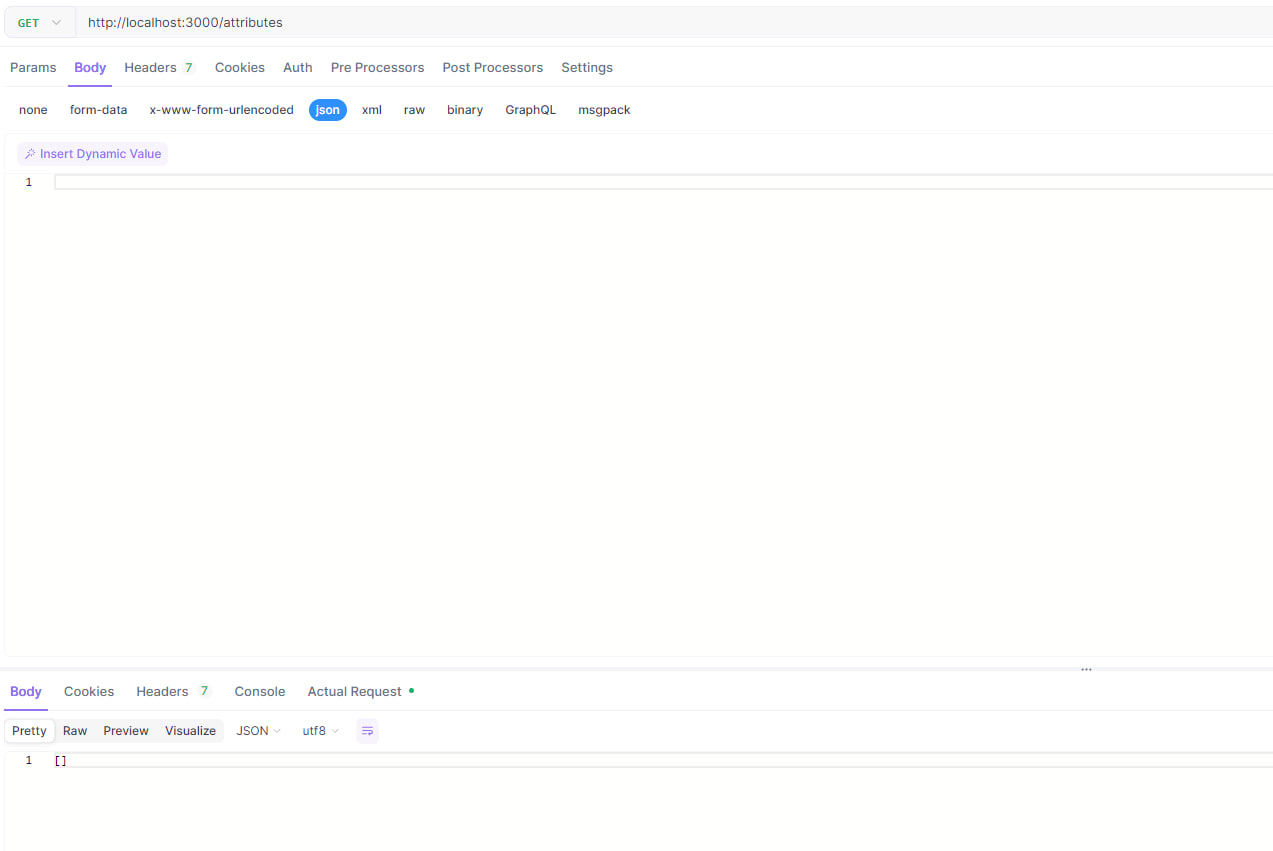 GET http://localhost:3000/attributes
Params Body Headers 7 Cookies Auth Pre Processors Post Processors Settings
none form-data x-www-form-urlencoded json xml raw binary GraphQL msgpack
Insert Dynamic Value
1
...
Body Cookies Headers 7 Console Actual Request
Pretty Raw Preview Visualize JSON utf8
1 []